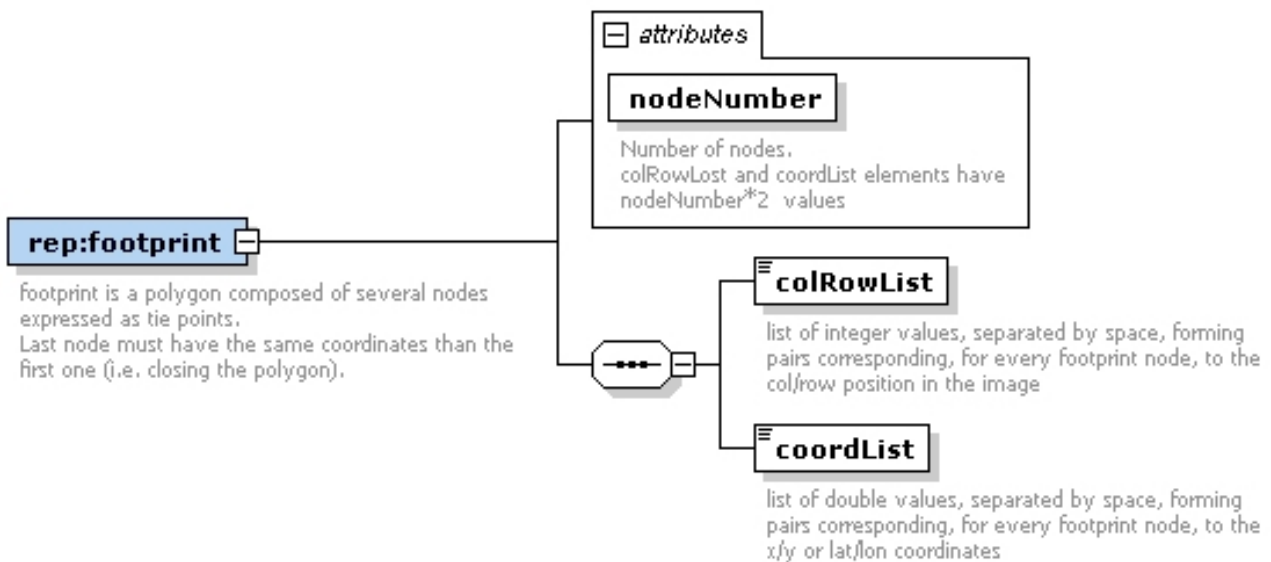 attributes
nodeNumber
Number of nodes.
colRowLost and coordList elements have
nodeNumber*2 values
rep:footprint
footprint is a polygon composed of several nodes
expressed as tie points.
Last node must have the same coordinates than the
first one (i.e. closing the polygon).
colRowList
list of integer values, separated by space, forming
pairs corresponding, for every footprint node, to the
col/row position in the image
coordList
list of double values, separated by space, forming
pairs corresponding, for every footprint node, to the
x/y or lat/lon coordinates